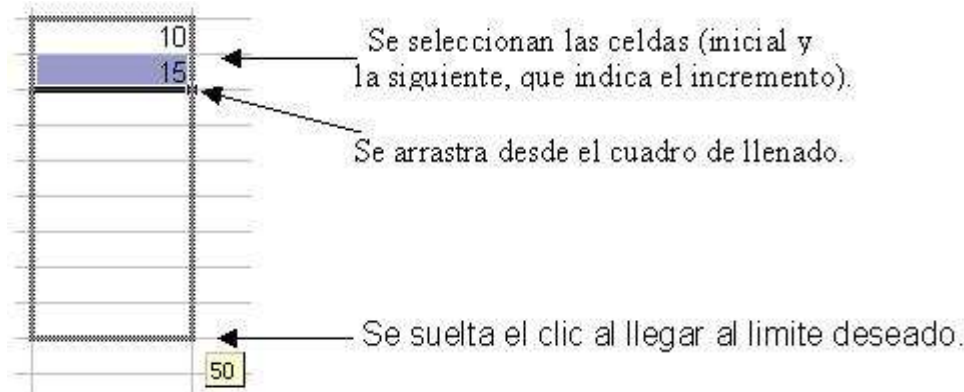 10
Se seleccionan las celdas (inicial y
15
la siguiente, que indica el incremento).
Se arrastra desde el cuadro de llenado.
Se suelta el clic al llegar al limite deseado.
50